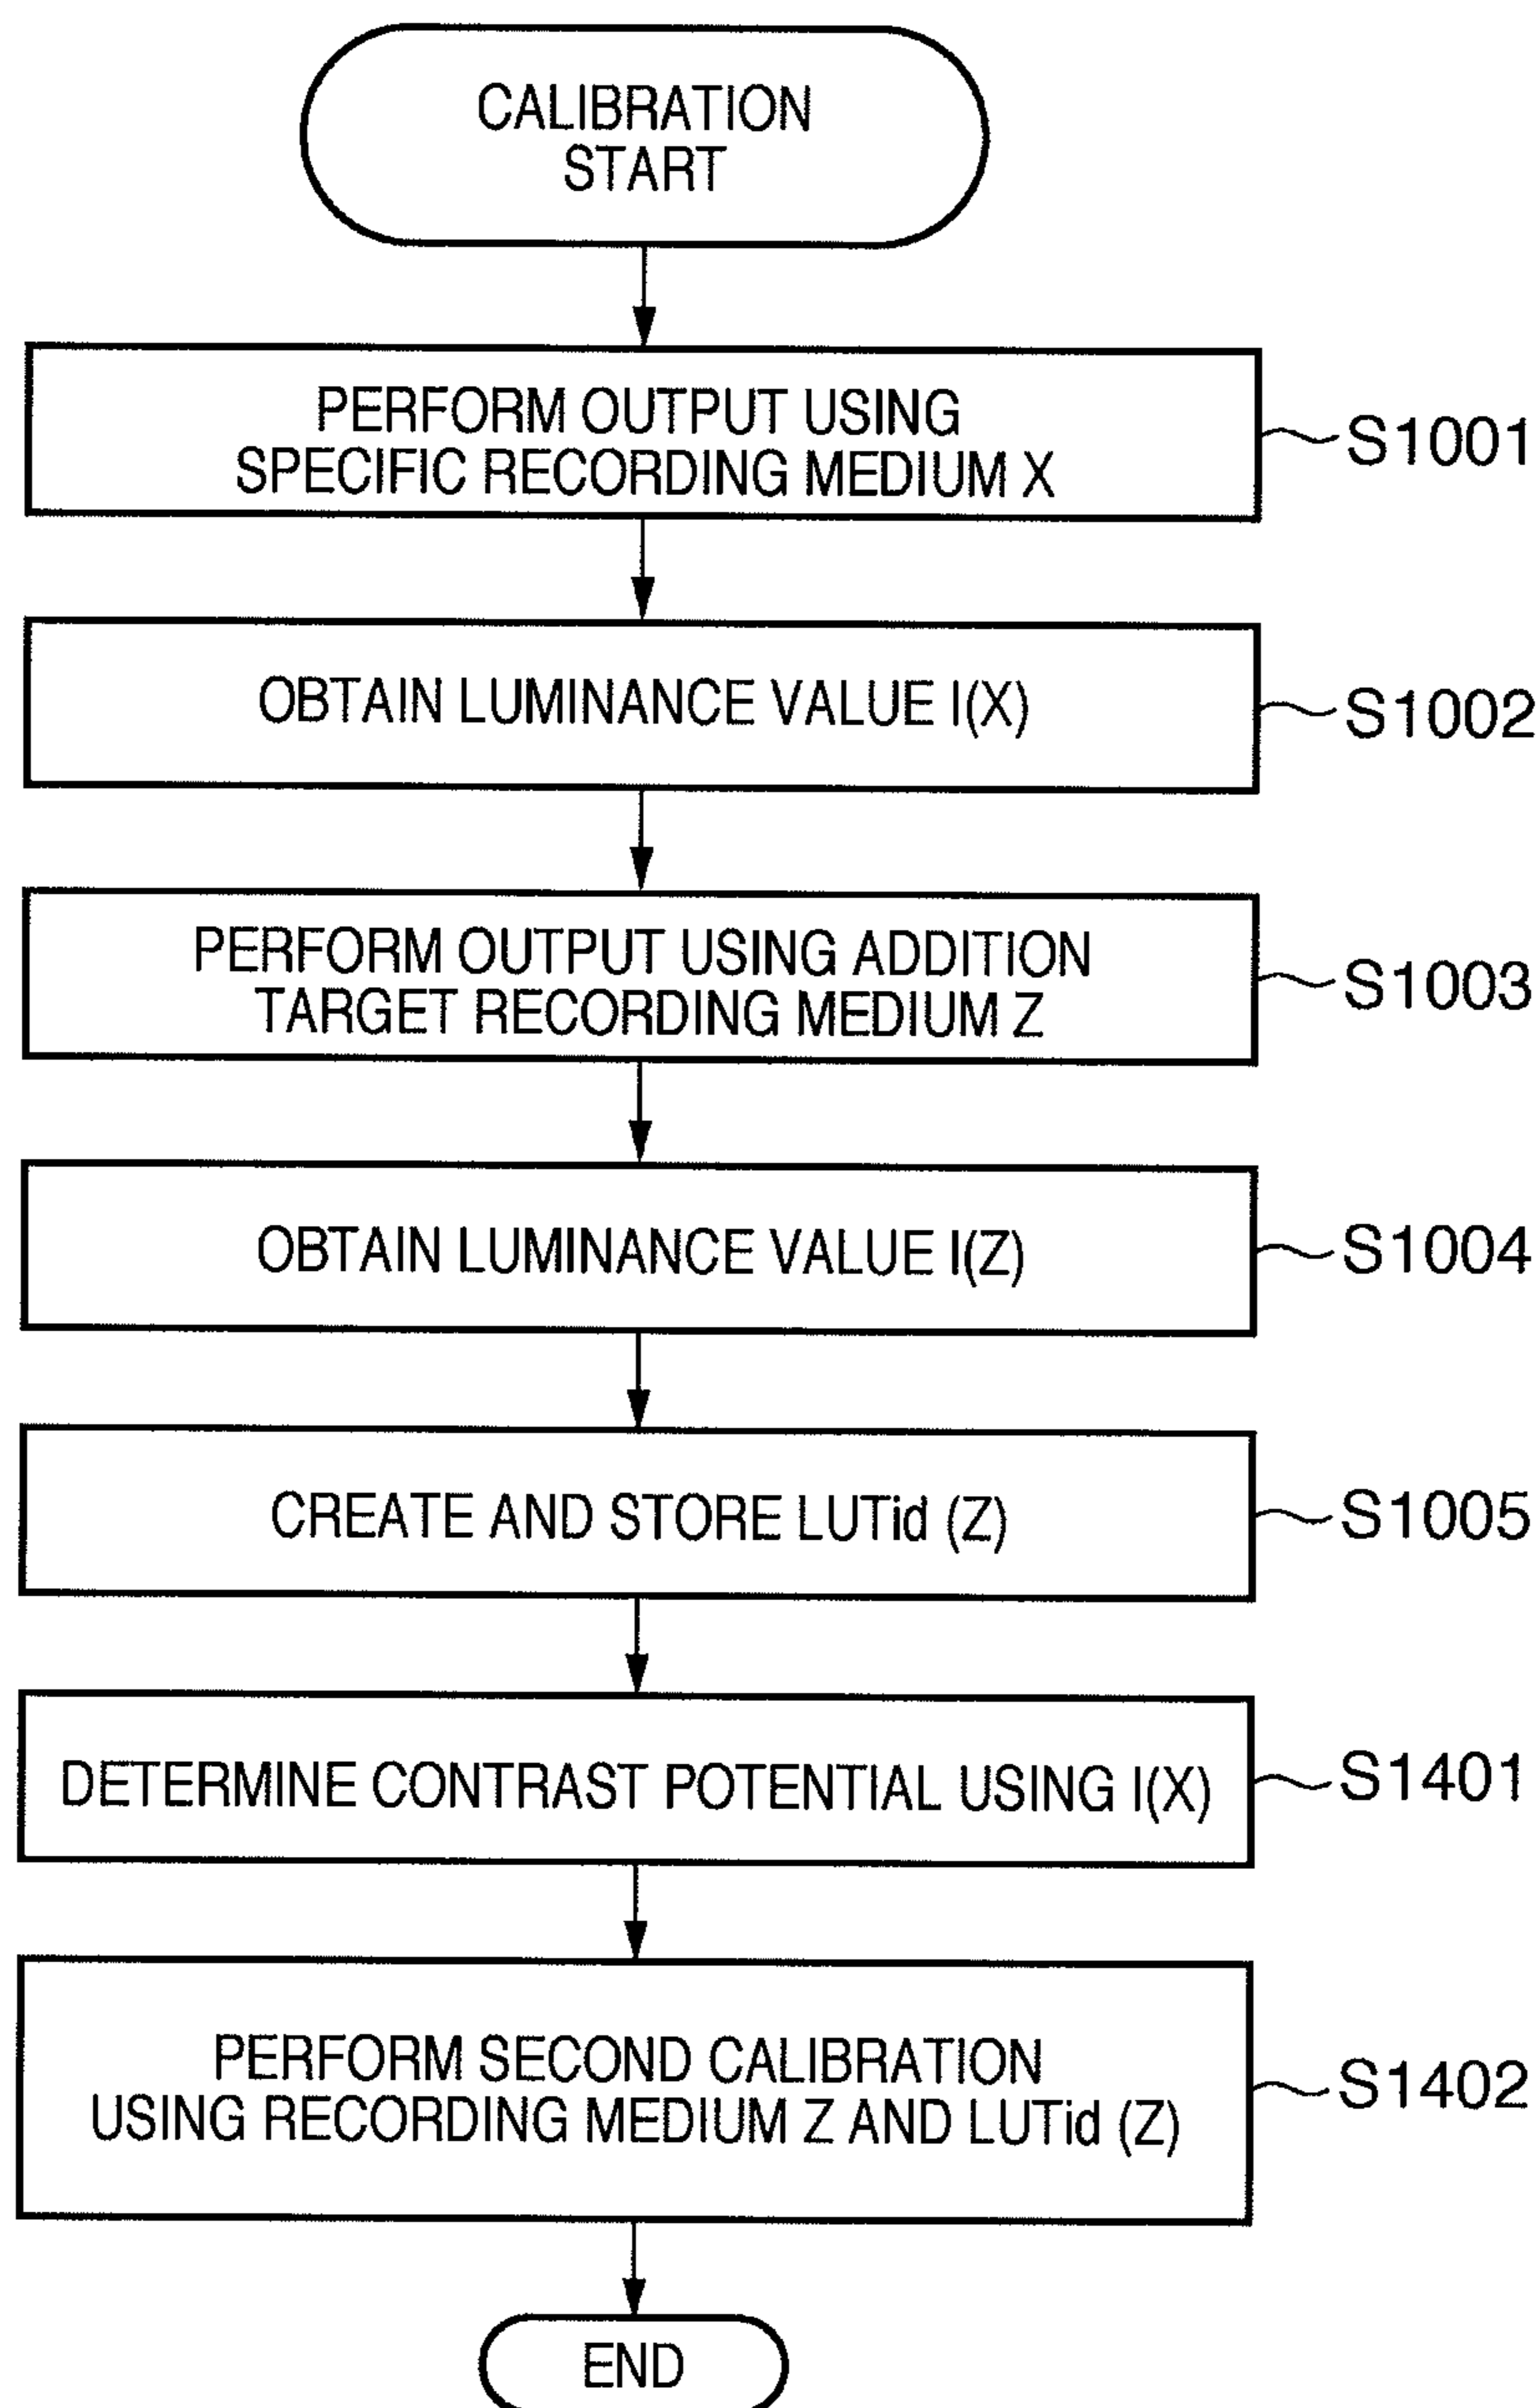 CALIBRATION
START
PERFORM OUTPUT USING
SPECIFIC RECORDING MEDIUM X
S1001
OBTAIN LUMINANCE VALUE I(X)
S1002
PERFORM OUTPUT USING ADDITION
TARGET RECORDING MEDIUM Z
S1003
OBTAIN LUMINANCE VALUE I(Z)
S1004
CREATE AND STORE LUTid (Z)
S1005
DETERMINE CONTRAST POTENTIAL USING I(X)
S1401
PERFORM SECOND CALIBRATION
USING RECORDING MEDIUM Z AND LUTid (Z)
S1402
END